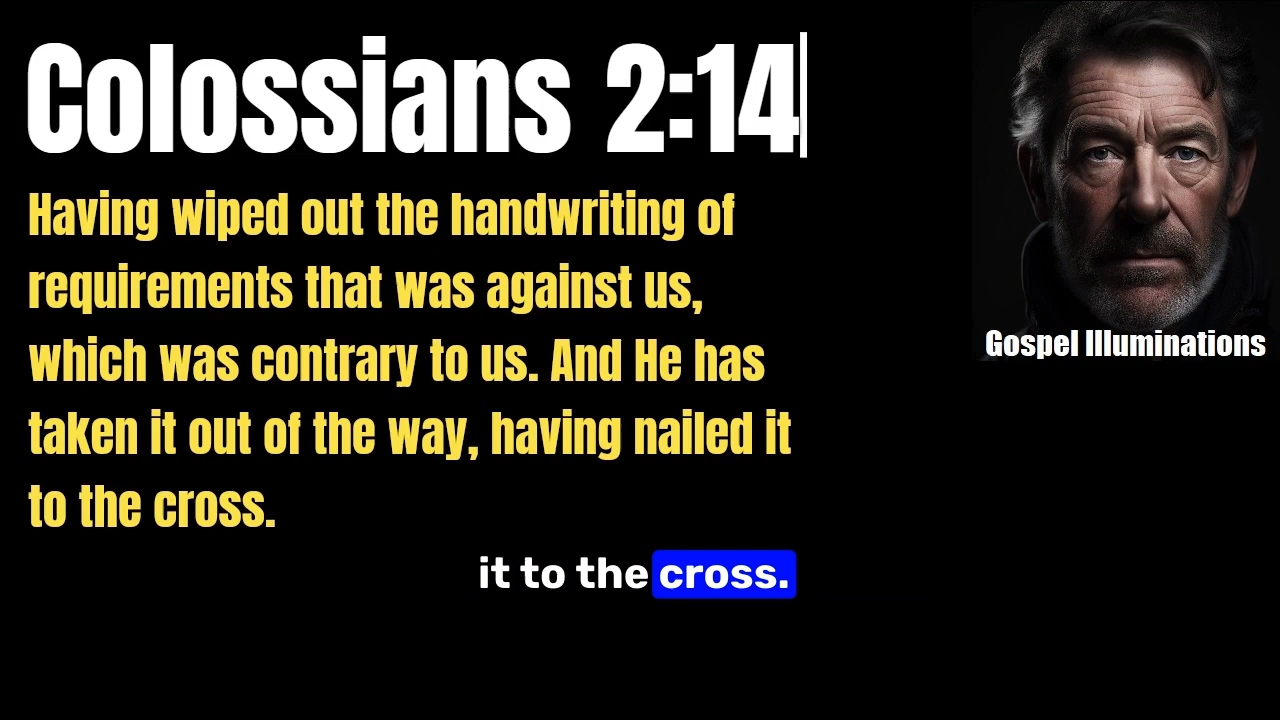 Colossians 2:14
Having wiped out the handwriting of
requirements that was against us,
which was contrary to us. And He has
taken it out of the way, having nailed it
to the cross.
Gospel Illuminations
it to the cross.